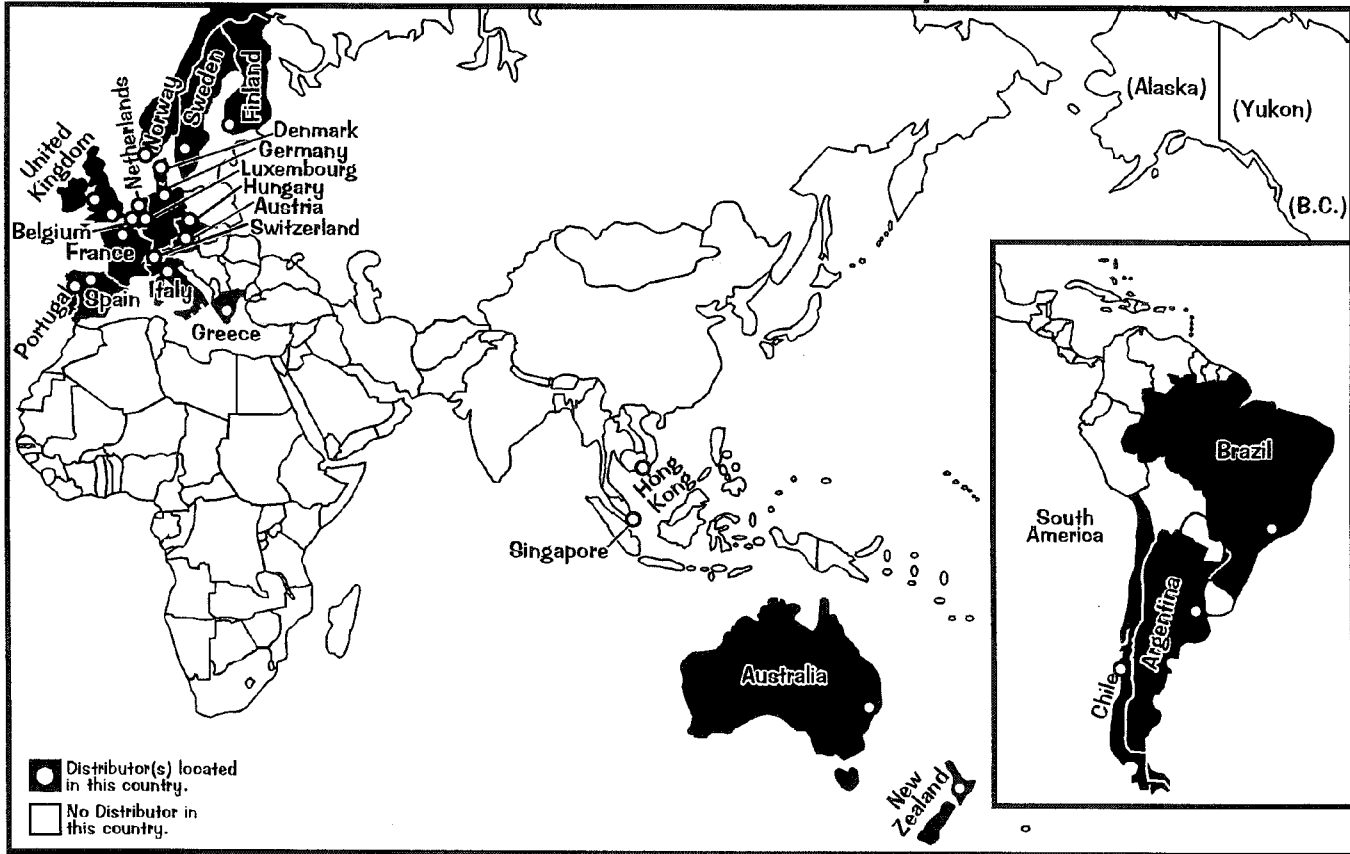 Norway
Sweden
Finland
Netherlands
United
Kingdom
Denmark
Germany
Luxembourg
Hungary
Austria
Switzerland
Belgium
France
Portugal
Spain
Italy
Greece
(Alaska)
(Yukon)
(B.C.)
Hong
Kong
Singapore
Australia
New
Zealand
South
America
Brazil
Argentina
Chile
Distributor(s) located
in this country.
No Distributor in
this country.